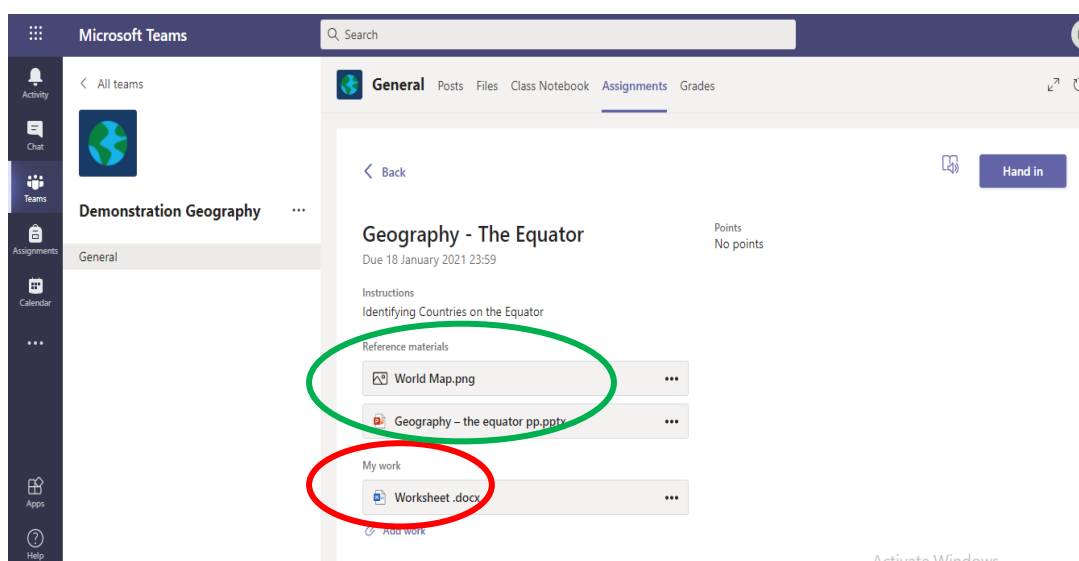 Microsoft Teams
Search
Activity
Chat
Teams
Assignments
Calendar
Apps
Help
All teams
Demonstration Geography
General
General Posts Files Class Notebook Assignments Grades
Back
Hand in
Geography - The Equator
Due 18 January 2021 23:59
Points
No points
Instructions
Identifying Countries on the Equator
Reference materials
World Map.png
Geography – the equator pp.pptx
My work
Worksheet .docx
Add work
Activate Windows